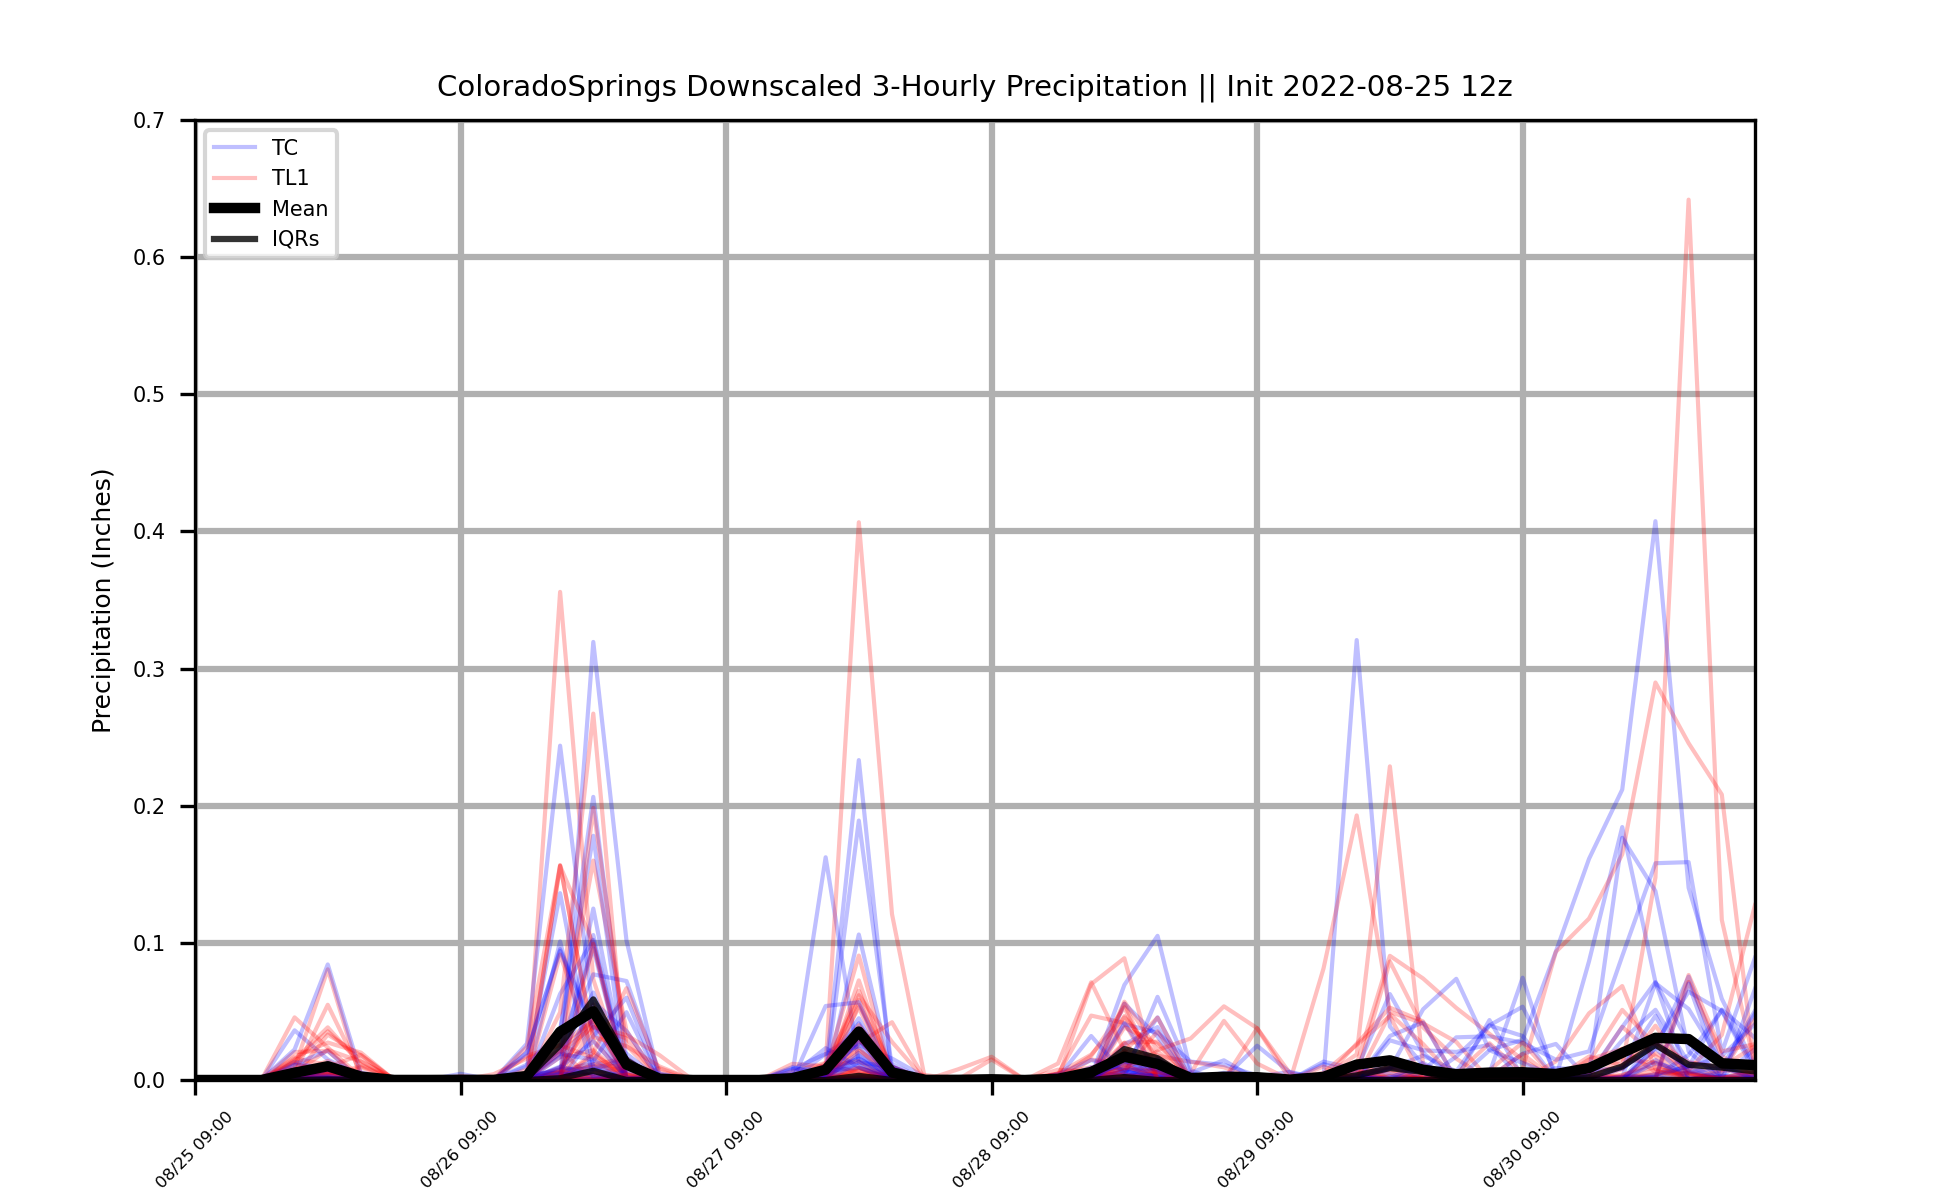 ColoradoSprings Downscaled 3-Hourly Precipitation || Init 2022-08-25 12z
Precipitation (Inches)
0.7
0.6
0.5
0.4
0.3
0.2
0.1
0.0
TC
TL1
Mean
IQRs
08/25 09:00
08/26 09:00
08/27 09:00
08/28 09:00
08/29 09:00
08/30 09:00